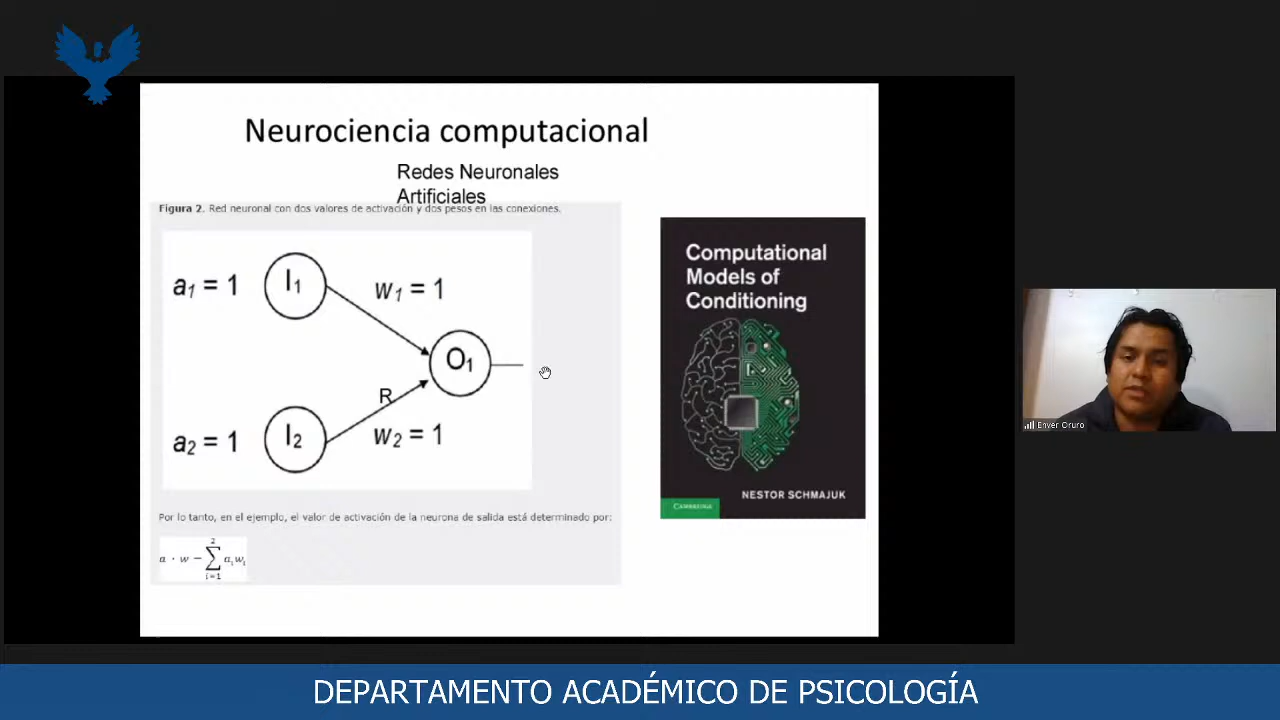 Neurociencia computacional
Redes Neuronales
Artificiales
Figura 2. Red neuronal con dos valores de activación y dos pesos en las conexiones.
a1 = 1
I1
w1 = 1
O1
R
a2 = 1
I2
w2 = 1
Por lo tanto, en el ejemplo, el valor de activación de la neurona de salida está determinado por:
a · w = ∑ i=1 2 aiwi
Computational
Models of
Conditioning
NESTOR SCHMAJUK
CAMBRIDGE
Enver Oruro
DEPARTAMENTO ACADÉMICO DE PSICOLOGÍA